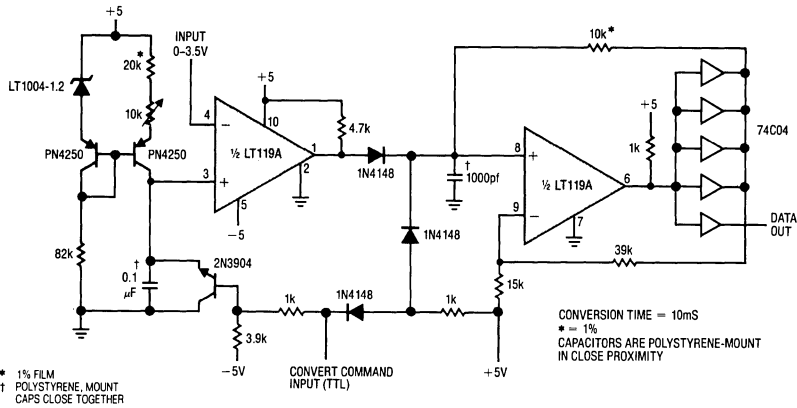 +5
INPUT
0–3.5V
*
20k
10k
LT1004-1.2
PN4250
PN4250
+5
4
10
4.7k
–
½ LT119A
1
3
+
2
5
–5
1N4148
10k*
†
1000pf
8
+
+5
1k
½ LT119A
6
9
–
7
74C04
DATA
OUT
1N4148
39k
15k
82k
†
0.1
µF
2N3904
1k
1N4148
1k
3.9k
–5V
CONVERT COMMAND
INPUT (TTL)
+5V
CONVERSION TIME = 10mS
* = 1%
CAPACITORS ARE POLYSTYRENE-MOUNT
IN CLOSE PROXIMITY
* 1% FILM
† POLYSTYRENE, MOUNT
CAPS CLOSE TOGETHER